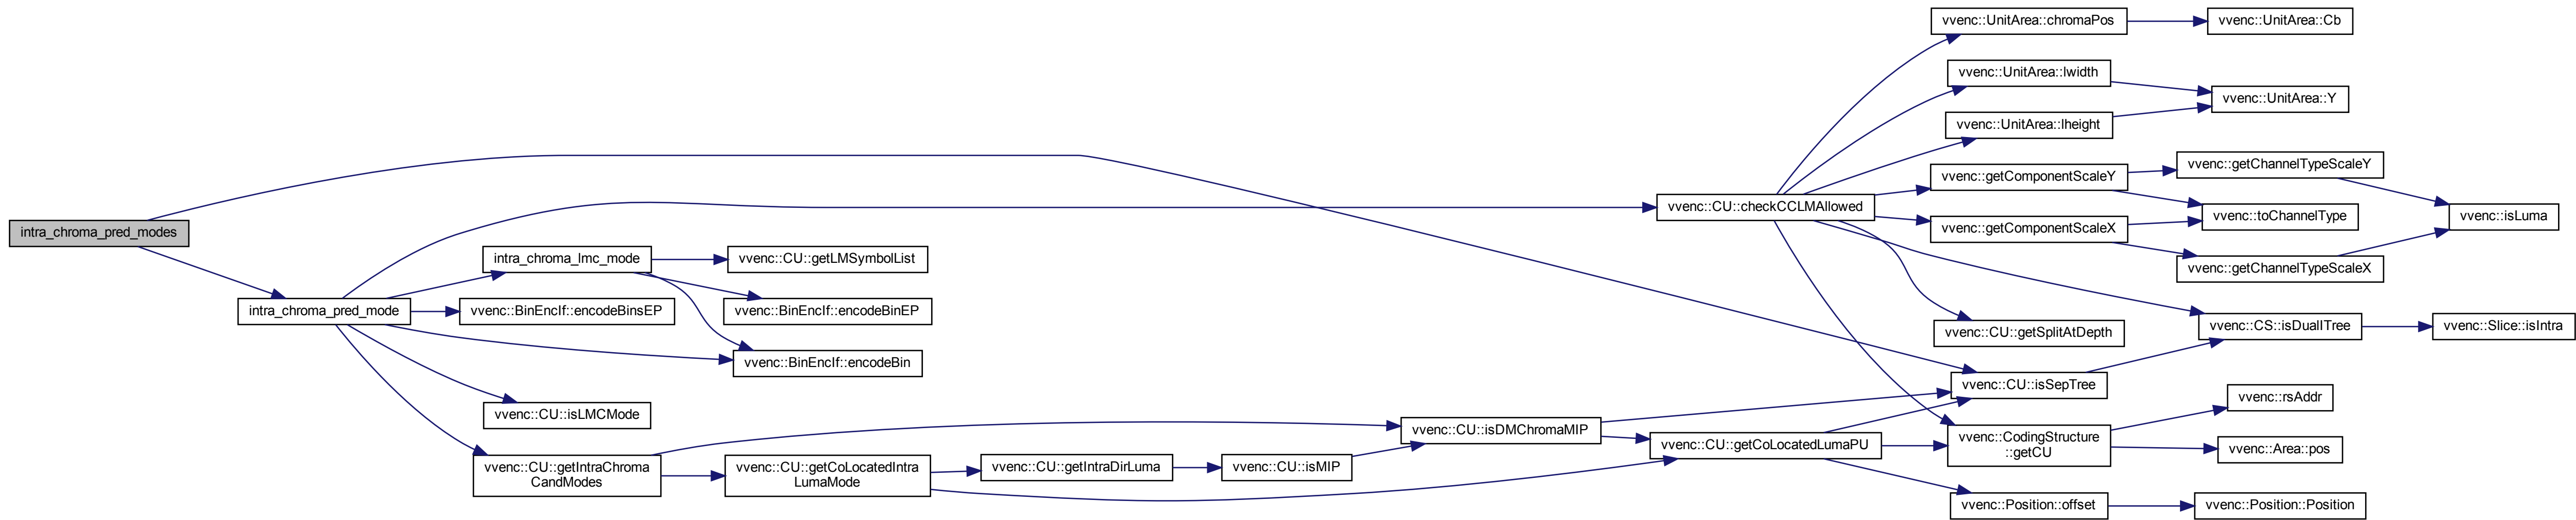 intra_chroma_pred_modes
intra_chroma_pred_mode
intra_chroma_lmc_mode
vvenc::CU::getLMSymbolList
vvenc::BinEncIf::encodeBinsEP
vvenc::BinEncIf::encodeBinEP
vvenc::BinEncIf::encodeBin
vvenc::CU::isLMCMode
vvenc::CU::getIntraChroma
CandModes
vvenc::CU::getCoLocatedIntra
LumaMode
vvenc::CU::getIntraDirLuma
vvenc::CU::isMIP
vvenc::CU::isDMChromaMIP
vvenc::CU::getCoLocatedLumaPU
vvenc::CU::checkCCLMAllowed
vvenc::UnitArea::chromaPos
vvenc::UnitArea::Cb
vvenc::UnitArea::lwidth
vvenc::UnitArea::Y
vvenc::UnitArea::lheight
vvenc::getComponentScaleY
vvenc::getChannelTypeScaleY
vvenc::toChannelType
vvenc::isLuma
vvenc::getComponentScaleX
vvenc::getChannelTypeScaleX
vvenc::CU::getSplitAtDepth
vvenc::CS::isDualITree
vvenc::Slice::isIntra
vvenc::CU::isSepTree
vvenc::CodingStructure
::getCU
vvenc::rsAddr
vvenc::Area::pos
vvenc::Position::offset
vvenc::Position::Position